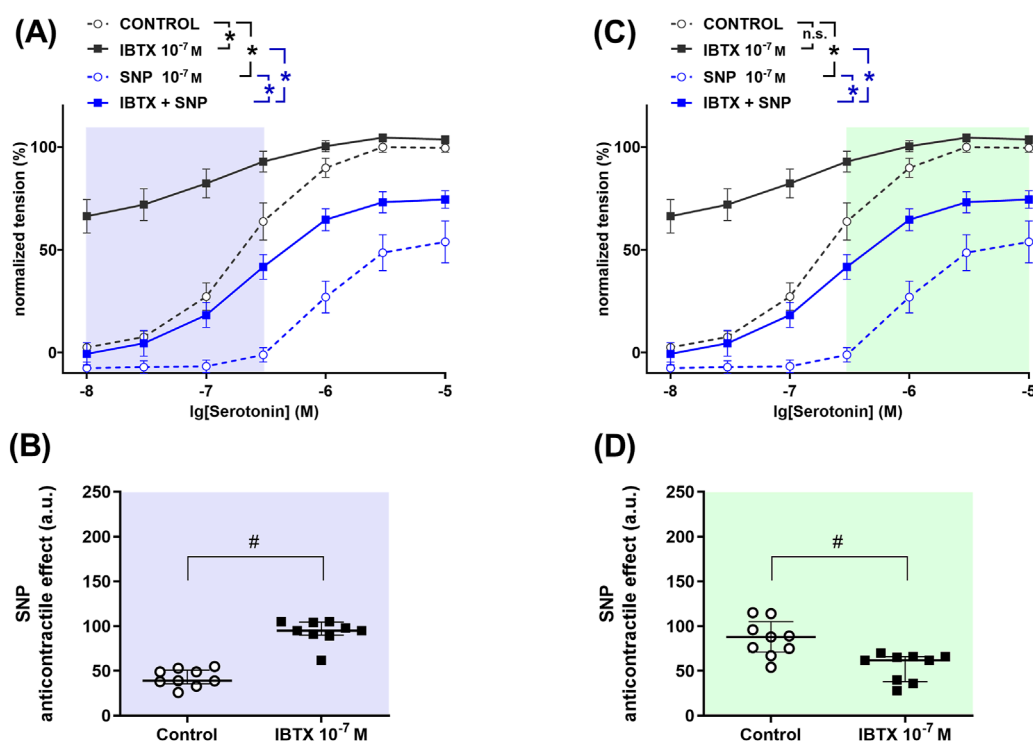 (A)
CONTROL
IBTX 10⁻⁷ M
SNP 10⁻⁷ M
IBTX + SNP
*
*
*
*
normalized tension (%)
100
50
0
-8
-7
-6
-5
lg[Serotonin] (M)
(C)
CONTROL
IBTX 10⁻⁷ M
SNP 10⁻⁷ M
IBTX + SNP
n.s.
*
*
*
normalized tension (%)
100
50
0
-8
-7
-6
-5
lg[Serotonin] (M)
(B)
SNP
anticontractile effect (a.u.)
250
200
150
100
50
0
#
Control
IBTX 10⁻⁷ M
(D)
SNP
anticontractile effect (a.u.)
250
200
150
100
50
0
#
Control
IBTX 10⁻⁷ M